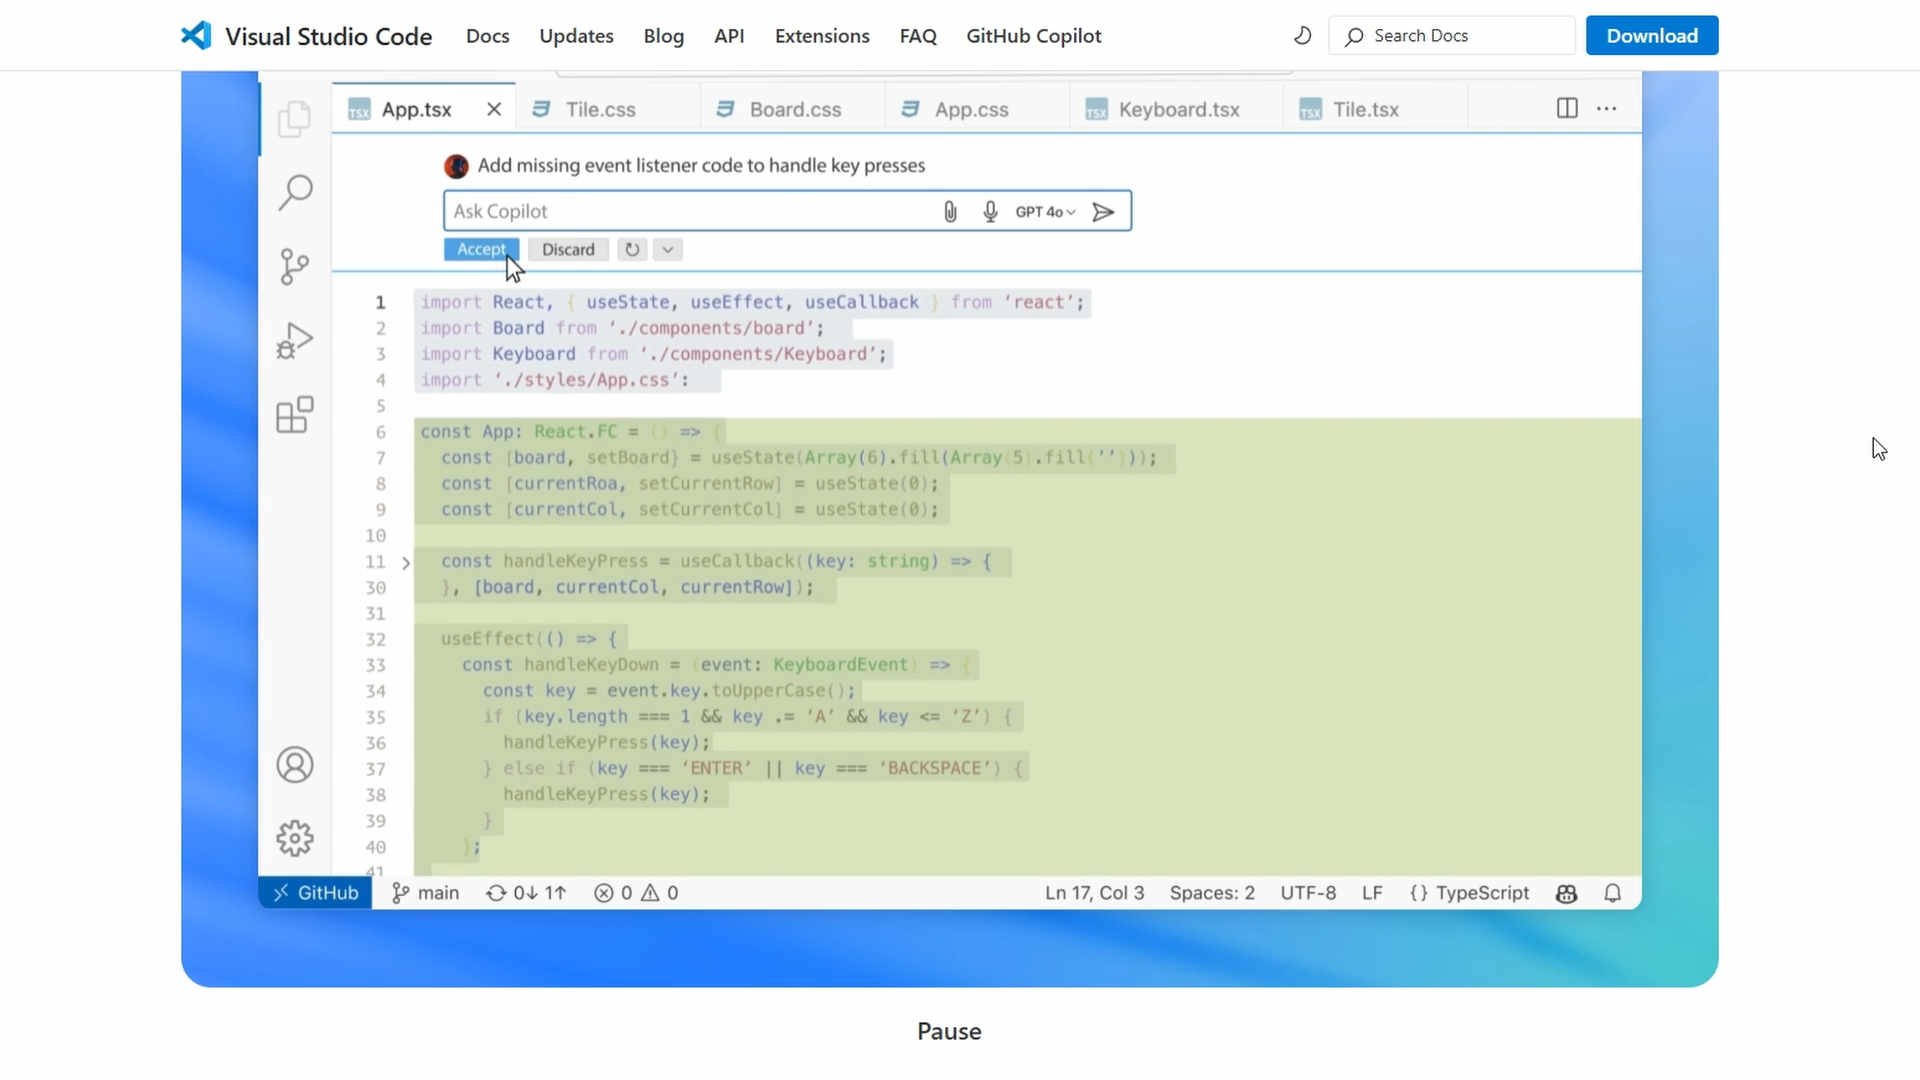 Visual Studio Code Docs Updates Blog API Extensions FAQ GitHub Copilot Search Docs Download
App.tsx Tile.css Board.css App.css Keyboard.tsx Tile.tsx
Add missing event listener code to handle key presses
Ask Copilot GPT 4o
Accept Discard
1 import React, { useState, useEffect, useCallback } from ‘react’;
2 import Board from ‘./components/board’;
3 import Keyboard from ‘./components/Keyboard’;
4 import ‘./styles/App.css’:
5
6 const App: React.FC = () => {
7 const [board, setBoard} = useState(Array(6).fill(Array(5).fill(‘’)));
8 const [currentRoa, setCurrentRow] = useState(0);
9 const [currentCol, setCurrentCol] = useState(0);
10
11 const handleKeyPress = useCallback((key: string) => {
30 }, [board, currentCol, currentRow]);
31
32 useEffect(() => {
33 const handleKeyDown = (event: KeyboardEvent) => {
34 const key = event.key.toUpperCase();
35 if (key.length === 1 && key .= ‘A’ && key <= ‘Z’) {
36 handleKeyPress(key);
37 } else if (key === ‘ENTER’ || key === ‘BACKSPACE’) {
38 handleKeyPress(key);
39 }
40 };
41
GitHub main 0↓ 1↑ 0 0 Ln 17, Col 3 Spaces: 2 UTF-8 LF {} TypeScript
Pause